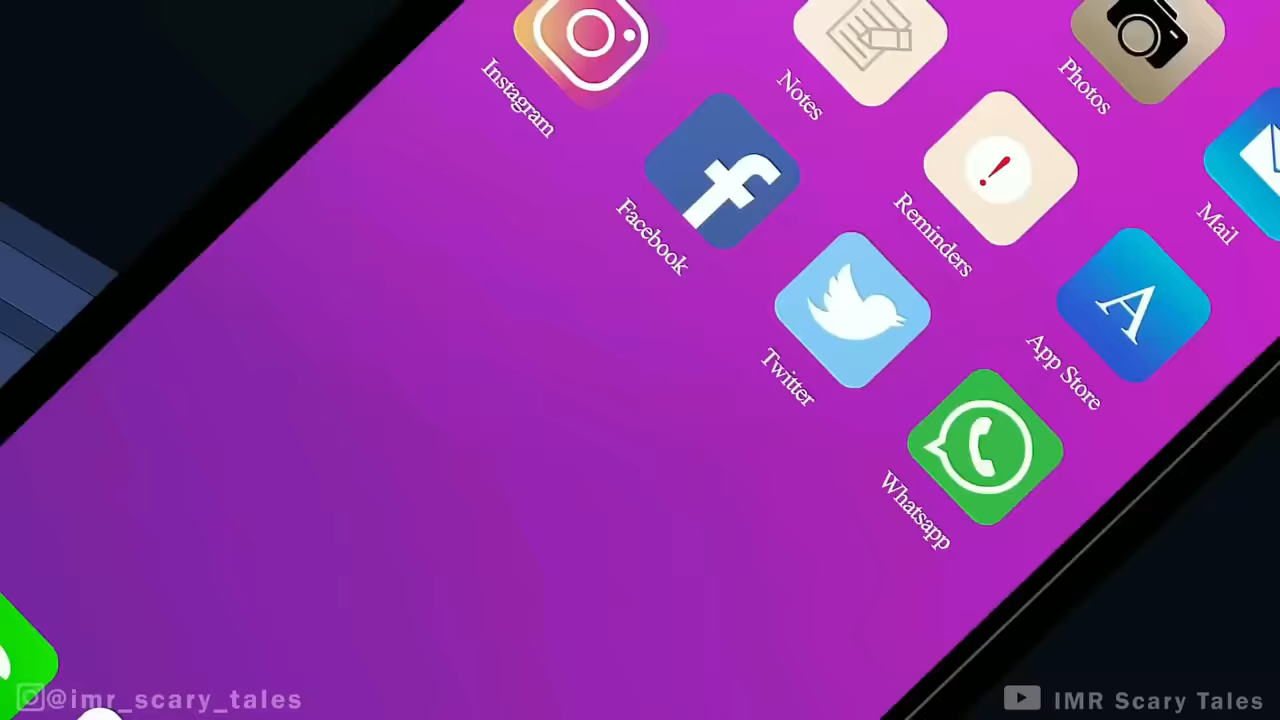 Instagram
Notes
Photos
Facebook
Reminders
Mail
Twitter
App Store
Whatsapp
@imr_scary_tales
IMR Scary Tales